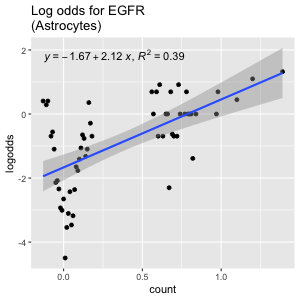 Log odds for EGFR
(Astrocytes)
y = −1.67 + 2.12 x, R² = 0.39
2
0
-2
-4
logodds
0.0 0.5 1.0
count